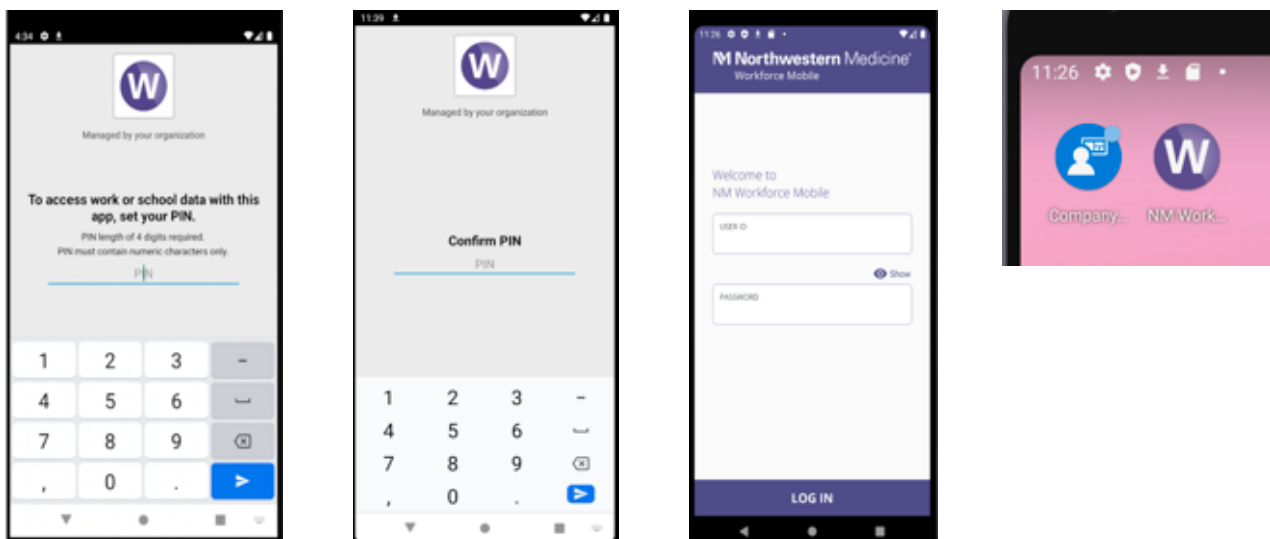 4:34
W
Managed by your organization
To access work or school data with this
app, set your PIN.
PIN length of 4 digits required.
PIN must contain numeric characters only.
PIN
1 2 3 -
4 5 6
7 8 9
, 0 .
11:39
W
Managed by your organization
Confirm PIN
PIN
1 2 3 -
4 5 6
7 8 9
, 0 .
11:26
M Northwestern Medicine®
Workforce Mobile
Welcome to
NM Workforce Mobile
USER ID
Show
PASSWORD
LOG IN
11:26
W
Company... NM Work...